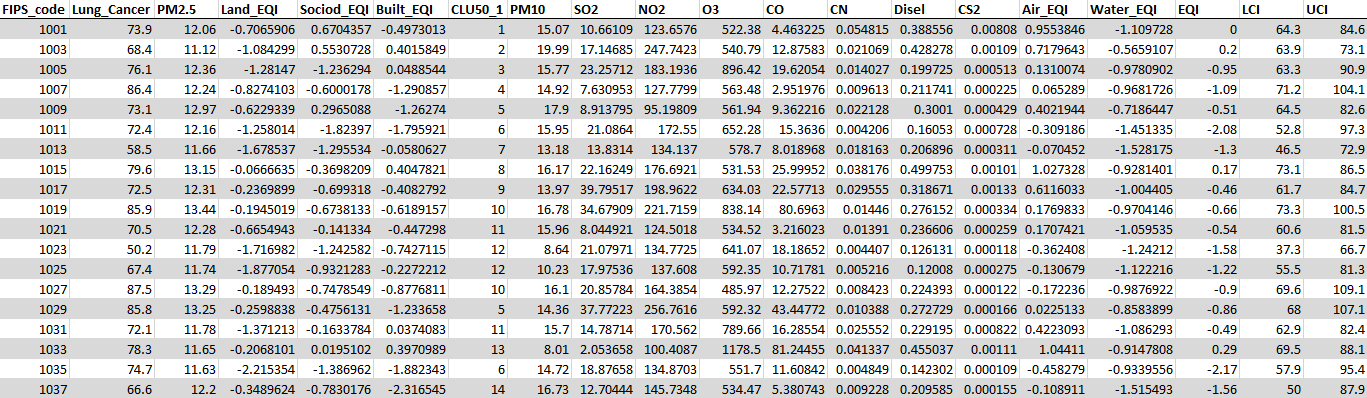 FIPS_code Lung_Cancer PM2.5 Land_EQI Sociod_EQI Built_EQI CLU50_1 PM10 SO2 NO2 O3 CO CN Disel CS2 Air_EQI Water_EQI EQI LCI UCI
1001 73.9 12.06 -0.7065906 0.6704357 -0.4973013 1 15.07 10.66109 123.6576 522.38 4.463225 0.054815 0.388556 0.00808 0.9553846 -1.109728 0 64.3 84.6
1003 68.4 11.12 -1.084299 0.5530728 0.4015849 2 19.99 17.14685 247.7423 540.79 12.87583 0.021069 0.428278 0.00109 0.7179643 -0.5659107 0.2 63.9 73.1
1005 76.1 12.36 -1.28147 -1.236294 0.0488544 3 15.77 23.25712 183.1936 896.42 19.62054 0.014027 0.199725 0.000513 0.1310074 -0.9780902 -0.95 63.3 90.9
1007 86.4 12.24 -0.8274103 -0.6000178 -1.290857 4 14.92 7.630953 127.7799 563.48 2.951976 0.009613 0.211741 0.000225 0.065289 -0.9681726 -1.09 71.2 104.1
1009 73.1 12.97 -0.6229339 0.2965088 -1.26274 5 17.9 8.913795 95.19809 561.94 9.362216 0.022128 0.3001 0.000429 0.4021944 -0.7186447 -0.51 64.5 82.6
1011 72.4 12.16 -1.258014 -1.82397 -1.795921 6 15.95 21.0864 172.55 652.28 15.3636 0.004206 0.16053 0.000728 -0.309186 -1.451335 -2.08 52.8 97.3
1013 58.5 11.66 -1.678537 -1.295534 -0.0580627 7 13.18 13.8314 134.137 578.7 8.018968 0.018163 0.206896 0.000311 -0.070452 -1.528175 -1.3 46.5 72.9
1015 79.6 13.15 -0.0666635 -0.3698209 0.4047821 8 16.17 22.16249 176.6921 531.53 25.99952 0.038176 0.499753 0.00101 1.027328 -0.9281401 0.17 73.1 86.5
1017 72.5 12.31 -0.2369899 -0.699318 -0.4082792 9 13.97 39.79517 198.9622 634.03 22.57713 0.029555 0.318671 0.00133 0.6116033 -1.004405 -0.46 61.7 84.7
1019 85.9 13.44 -0.1945019 -0.6738133 -0.6189157 10 16.78 34.67909 221.7159 838.14 80.6963 0.01446 0.276152 0.000334 0.1769833 -0.9704146 -0.66 73.3 100.5
1021 70.5 12.28 -0.6654943 -0.141334 -0.447298 11 15.96 8.044921 124.5018 534.52 3.216023 0.01391 0.236606 0.000259 0.1707421 -1.059535 -0.54 60.6 81.5
1023 50.2 11.79 -1.716982 -1.242582 -0.7427115 12 8.64 21.07971 134.7725 641.07 18.18652 0.004407 0.126131 0.000118 -0.362408 -1.24212 -1.58 37.3 66.7
1025 67.4 11.74 -1.877054 -0.9321283 -0.2272212 12 10.23 17.97536 137.608 592.35 10.71781 0.005216 0.12008 0.000275 -0.130679 -1.122216 -1.22 55.5 81.3
1027 87.5 13.29 -0.189493 -0.7478549 -0.8776811 10 16.1 20.85784 164.3854 485.97 12.27522 0.008423 0.224393 0.000122 -0.172236 -0.9876922 -0.9 69.6 109.1
1029 85.8 13.25 -0.2598838 -0.4756131 -1.233658 5 14.36 37.77223 256.7616 592.32 43.44772 0.010388 0.272729 0.000166 0.0225133 -0.8583899 -0.86 68 107.1
1031 72.1 11.78 -1.371213 -0.1633784 0.0374083 11 15.7 14.78714 170.562 789.66 16.28554 0.025552 0.229195 0.000822 0.4223093 -1.086293 -0.49 62.9 82.4
1033 78.3 11.65 -0.2068101 0.0195102 0.3970989 13 8.01 2.053658 100.4087 1178.5 81.24455 0.041337 0.455037 0.00111 1.04411 -0.9147808 0.29 69.5 88.1
1035 74.7 11.63 -2.215354 -1.386962 -1.882343 6 14.72 18.87658 134.8703 551.7 11.60842 0.004849 0.142302 0.000109 -0.458279 -0.9339556 -2.17 57.9 95.4
1037 66.6 12.2 -0.3489624 -0.7830176 -2.316545 14 16.73 12.70444 145.7348 534.47 5.380743 0.009228 0.209585 0.000155 -0.108911 -1.515493 -1.56 50 87.9